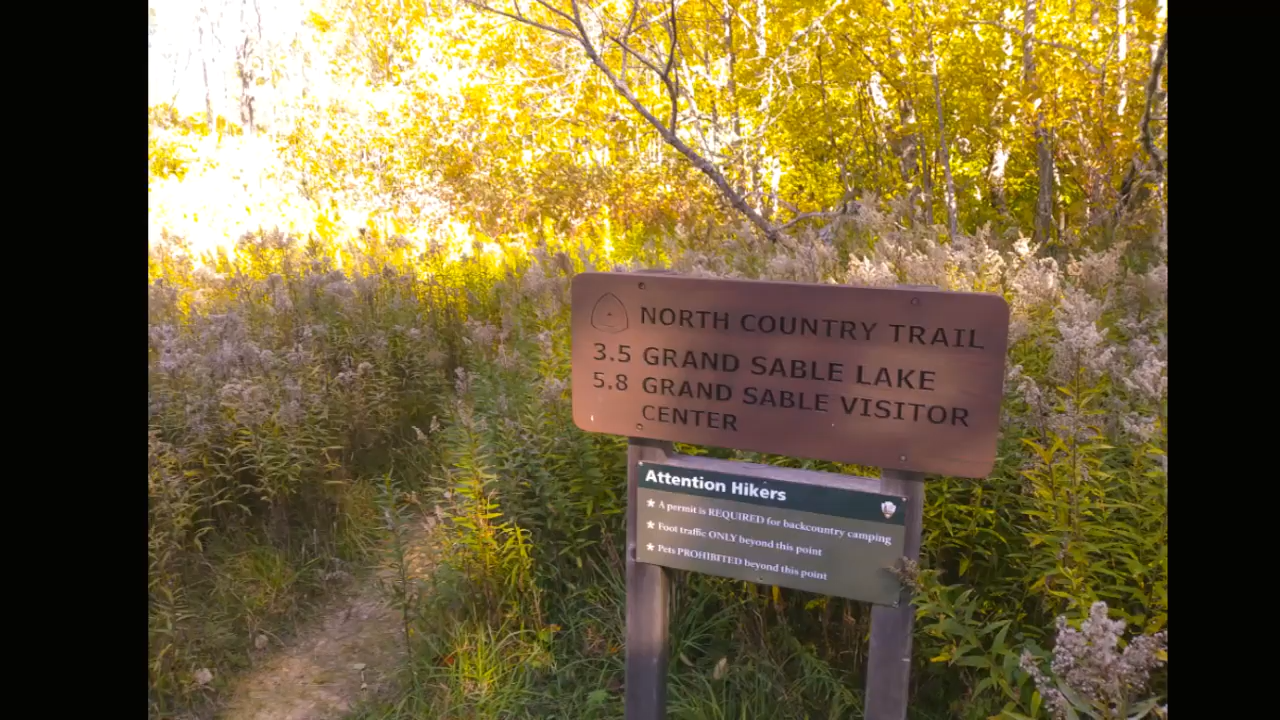 NORTH COUNTRY TRAIL
3.5 GRAND SABLE LAKE
5.8 GRAND SABLE VISITOR
CENTER
Attention Hikers
★ A permit is REQUIRED for backcountry camping
★ Foot traffic ONLY beyond this point
★ Pets PROHIBITED beyond this point